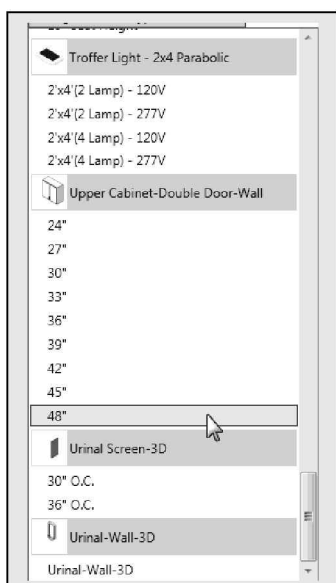 Troffer Light - 2x4 Parabolic
2'x4'(2 Lamp) - 120V
2'x4'(2 Lamp) - 277V
2'x4'(4 Lamp) - 120V
2'x4'(4 Lamp) - 277V
Upper Cabinet-Double Door-Wall
24"
27"
30"
33"
36"
39"
42"
45"
48"
Urinal Screen-3D
30" O.C.
36" O.C.
Urinal-Wall-3D
Urinal-Wall-3D